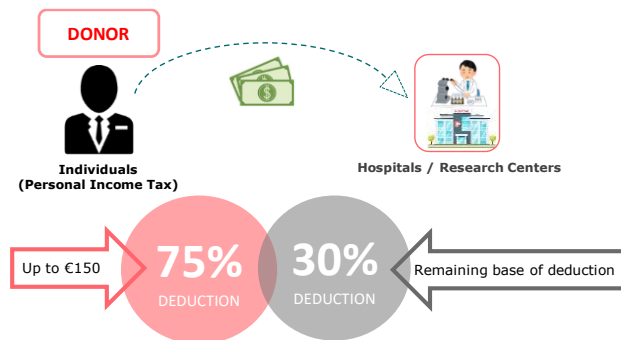 DONOR
Individuals
(Personal Income Tax)
Hospitals / Research Centers
Up to €150
75%
DEDUCTION
30%
DEDUCTION
Remaining base of deduction